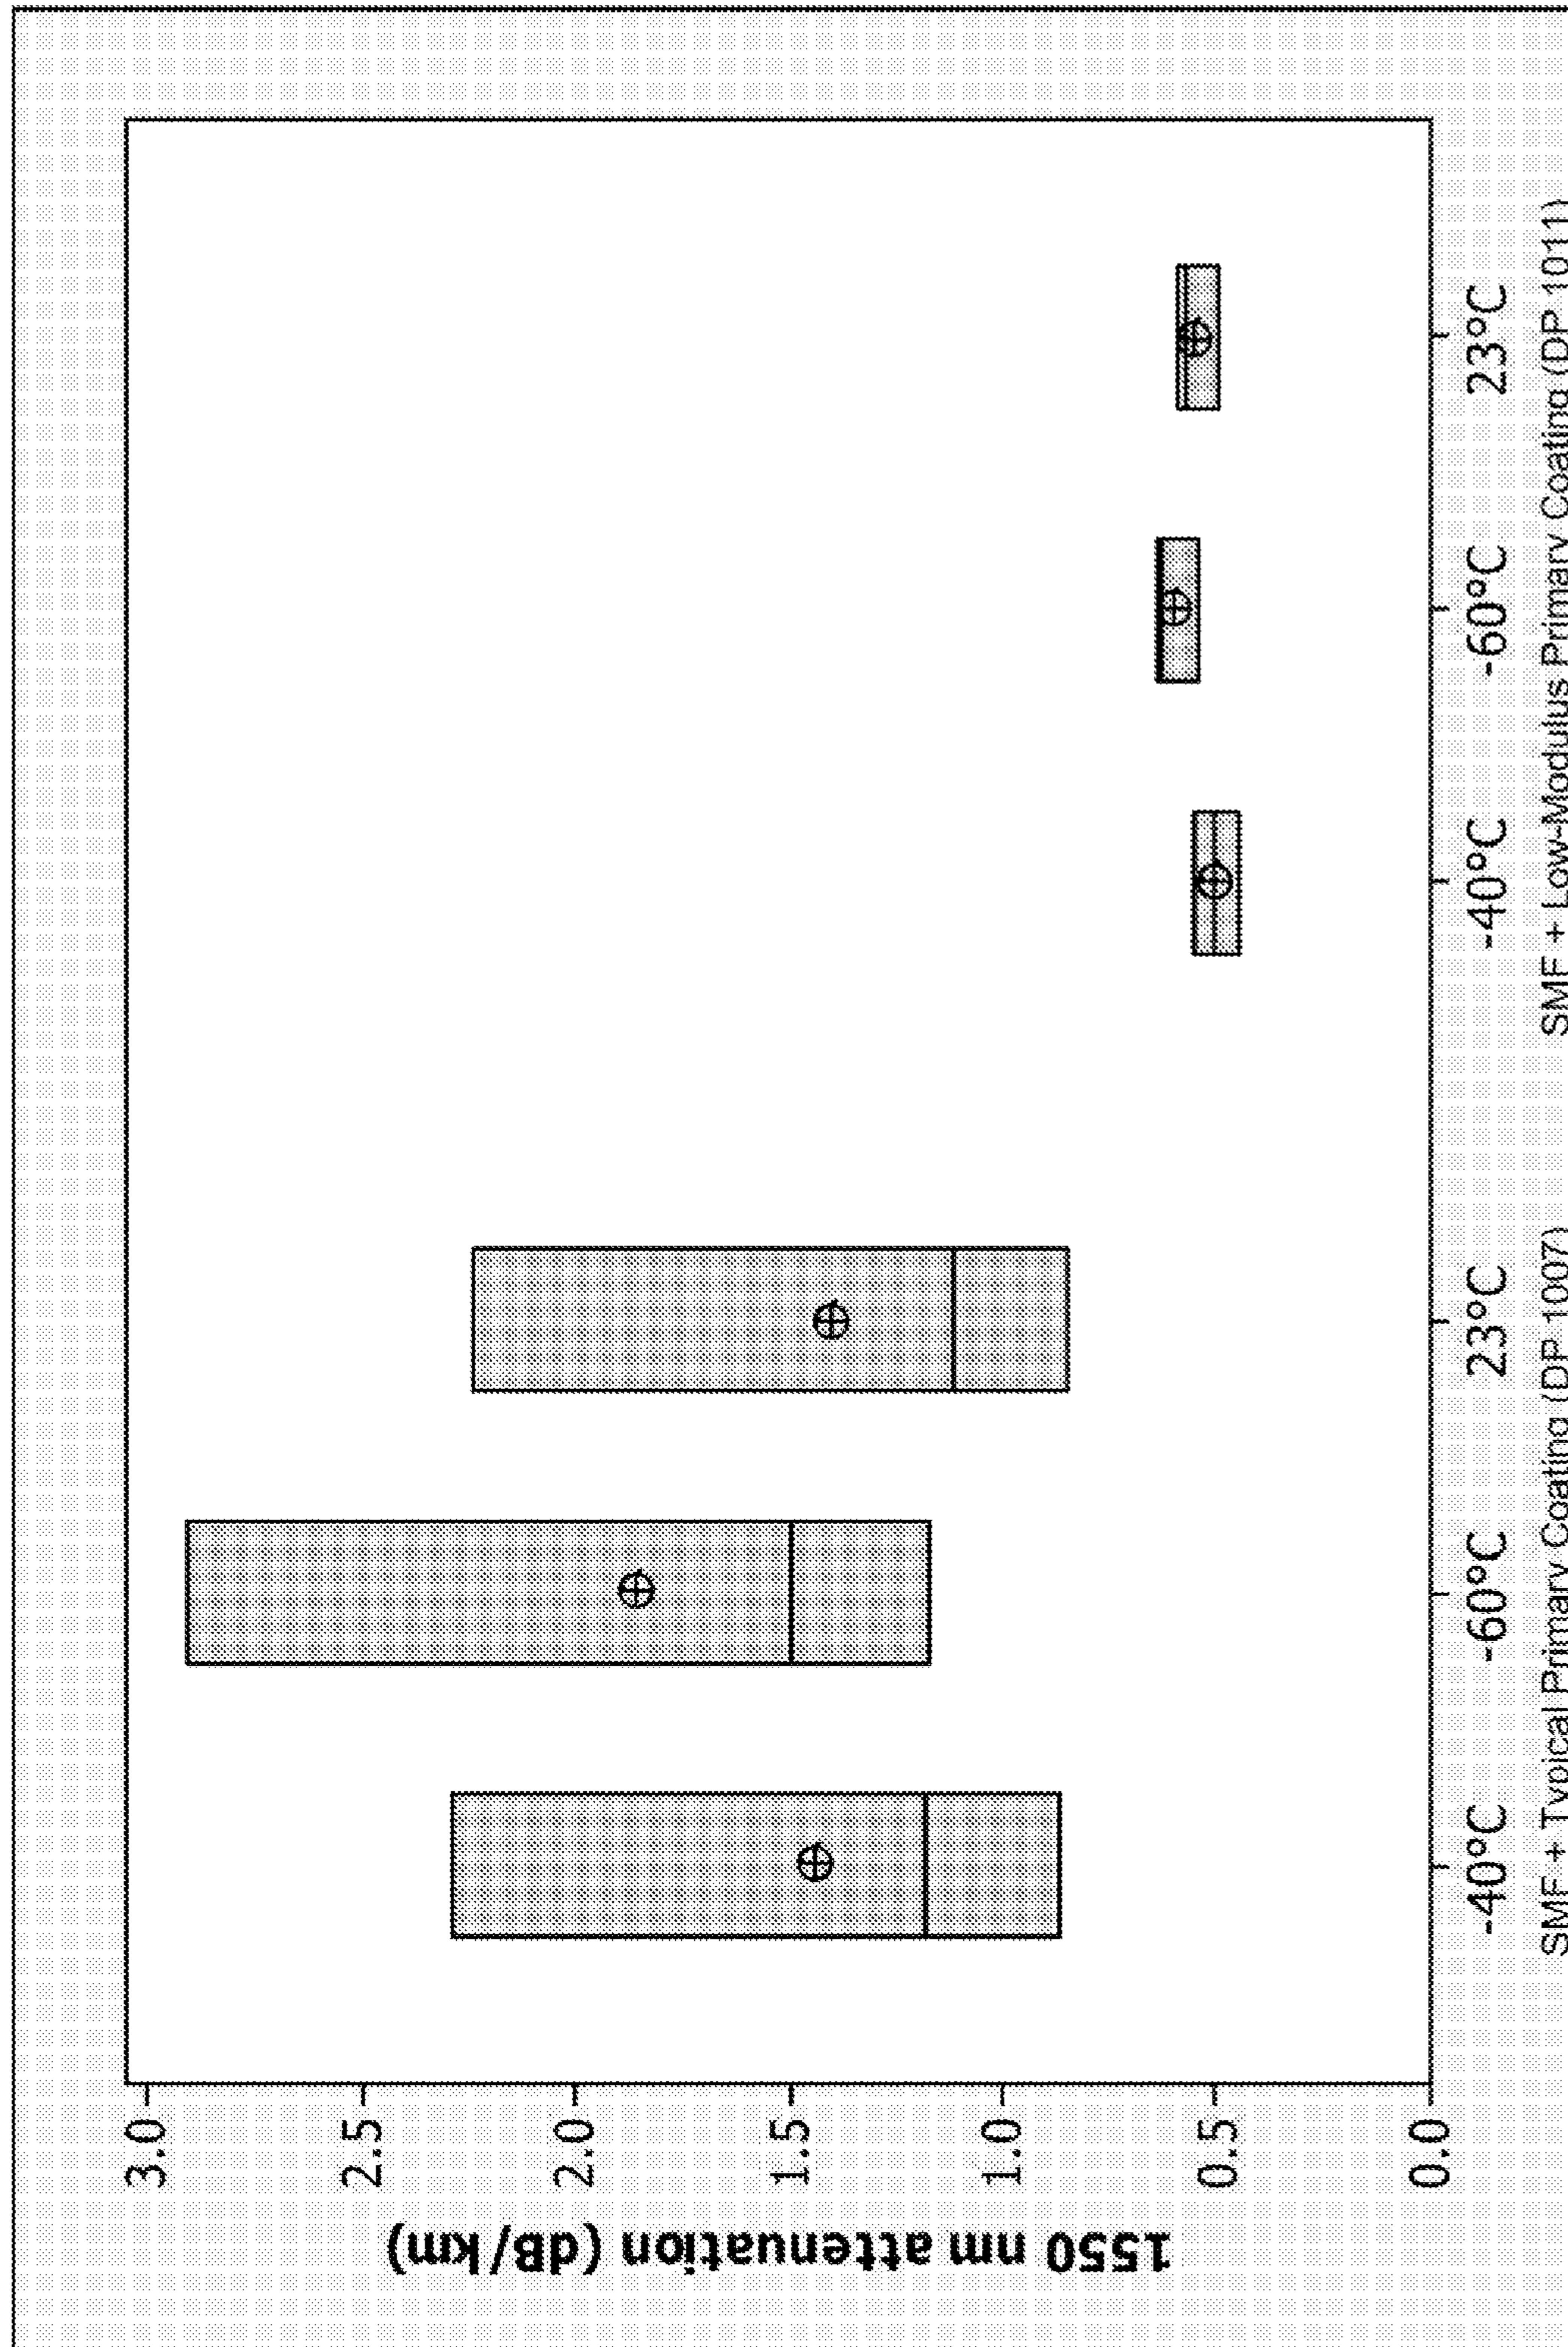 1550 nm attenuation (dB/km)
3.0
2.5
2.0
1.5
1.0
0.5
0.0
-40°C -60°C 23°C -40°C -60°C 23°C
SMF + Typical Primary Coating (DP 1007) SMF + Low-Modulus Primary Coating (DP 1011)